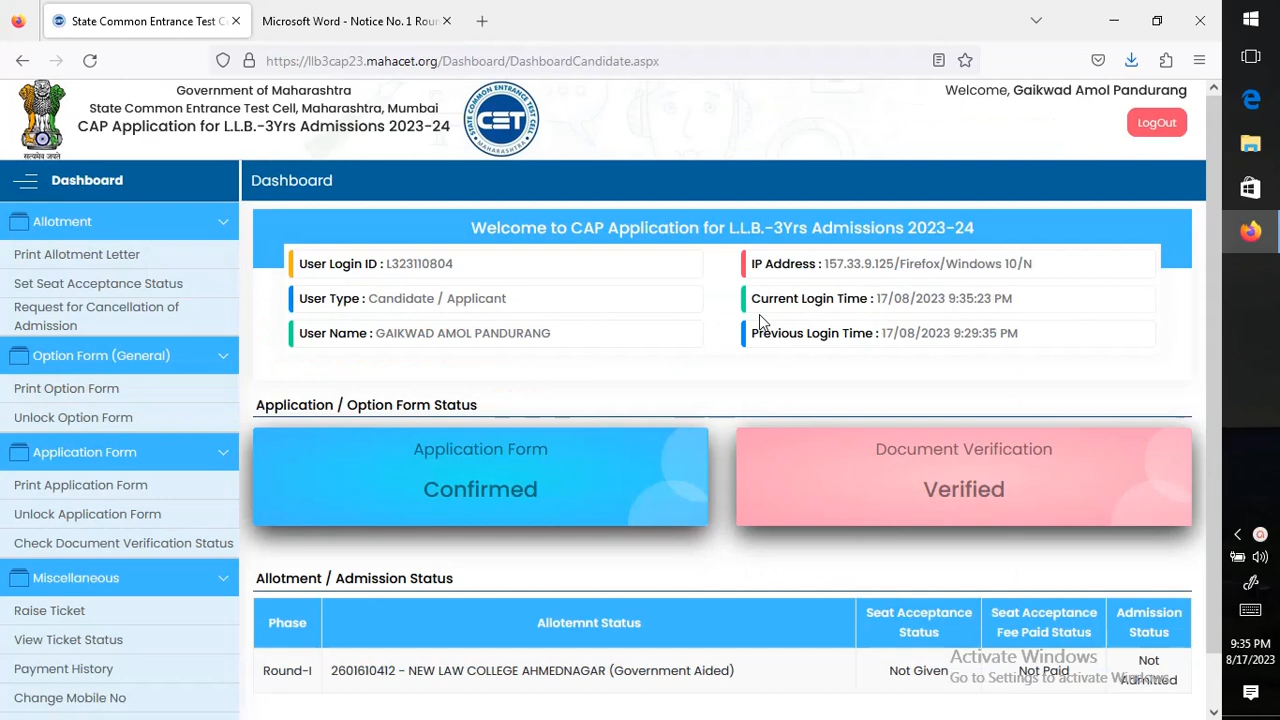 State Common Entrance Test C
Microsoft Word - Notice No. 1 Roun
https://llb3cap23.mahacet.org/Dashboard/DashboardCandidate.aspx
Government of Maharashtra
State Common Entrance Test Cell, Maharashtra, Mumbai
CAP Application for L.L.B.-3Yrs Admissions 2023-24
सत्यमेव जयते
CET
Welcome, Gaikwad Amol Pandurang
LogOut
Dashboard
Allotment
Print Allotment Letter
Set Seat Acceptance Status
Request for Cancellation of
Admission
Option Form (General)
Print Option Form
Unlock Option Form
Application Form
Print Application Form
Unlock Application Form
Check Document Verification Status
Miscellaneous
Raise Ticket
View Ticket Status
Payment History
Change Mobile No
Dashboard
Welcome to CAP Application for L.L.B.-3Yrs Admissions 2023-24
User Login ID : L323110804
IP Address : 157.33.9.125/Firefox/Windows 10/N
User Type : Candidate / Applicant
Current Login Time : 17/08/2023 9:35:23 PM
User Name : GAIKWAD AMOL PANDURANG
Previous Login Time : 17/08/2023 9:29:35 PM
Application / Option Form Status
Application Form
Confirmed
Document Verification
Verified
Allotment / Admission Status
Phase
Allotemnt Status
Seat Acceptance
Status
Seat Acceptance
Fee Paid Status
Admission
Status
Round-I
2601610412 - NEW LAW COLLEGE AHMEDNAGAR (Government Aided)
Not Given
Not Paid
Not
Admitted
Activate Windows
Go to Settings to activate Windows.
9:35 PM
8/17/2023